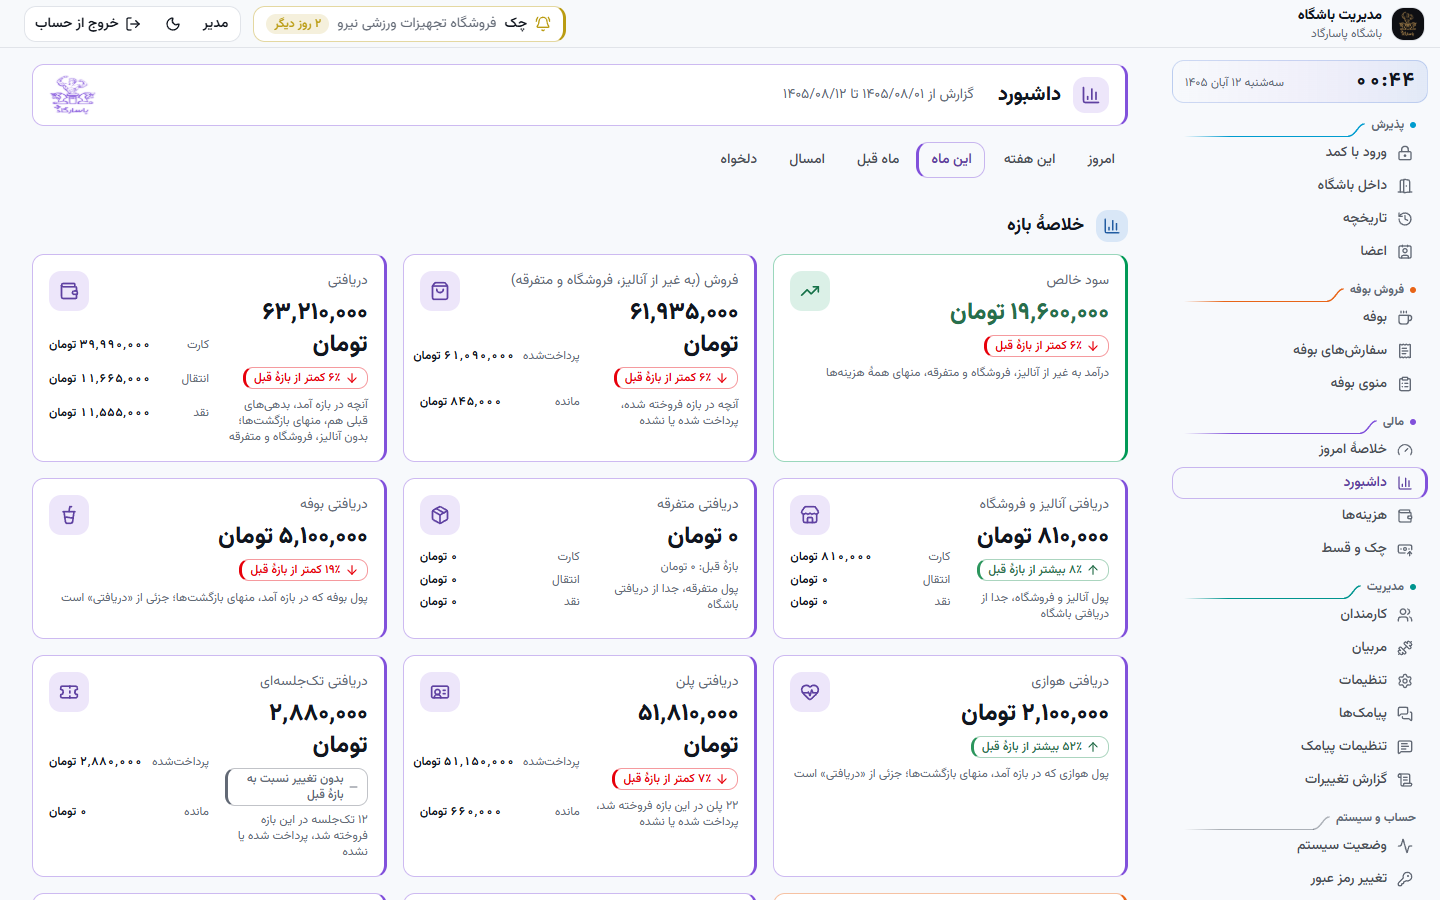 مدیریت باشگاه
باشگاه پاسارگاد
چک فروشگاه تجهیزات ورزشی نیرو ۲ روز دیگر
مدیر
خروج از حساب
۰۰:۴۴
سه‌شنبه ۱۲ آبان ۱۴۰۵
پذیرش
ورود با کمد
داخل باشگاه
تاریخچه
اعضا
فروش بوفه
بوفه
سفارش‌های بوفه
منوی بوفه
مالی
خلاصهٔ امروز
داشبورد
هزینه‌ها
چک و قسط
مدیریت
کارمندان
مربیان
تنظیمات
پیامک‌ها
تنظیمات پیامک
گزارش تغییرات
حساب و سیستم
وضعیت سیستم
تغییر رمز عبور
داشبورد
گزارش از ۱۴۰۵/۰۸/۰۱ تا ۱۴۰۵/۰۸/۱۲
پاسارگاد
امروز
این هفته
این ماه
ماه قبل
امسال
دلخواه
خلاصهٔ بازه
سود خالص
۱۹,۶۰۰,۰۰۰ تومان
۶٪ کمتر از بازهٔ قبل
درآمد به غیر از آنالیز، فروشگاه و متفرقه، منهای همهٔ هزینه‌ها
فروش (به غیر از آنالیز، فروشگاه و متفرقه)
۶۱,۹۳۵,۰۰۰
تومان
۶٪ کمتر از بازهٔ قبل
آنچه در بازه فروخته شده،
پرداخت شده یا نشده
پرداخت‌شده ۶۱,۰۹۰,۰۰۰ تومان
مانده ۸۴۵,۰۰۰ تومان
دریافتی
۶۳,۲۱۰,۰۰۰
تومان
۶٪ کمتر از بازهٔ قبل
آنچه در بازه آمد، بدهی‌های
قبلی هم، منهای بازگشت‌ها؛
بدون آنالیز، فروشگاه و متفرقه
کارت ۳۹,۹۹۰,۰۰۰ تومان
انتقال ۱۱,۶۶۵,۰۰۰ تومان
نقد ۱۱,۵۵۵,۰۰۰ تومان
دریافتی آنالیز و فروشگاه
۸۱۰,۰۰۰ تومان
۸٪ بیشتر از بازهٔ قبل
پول آنالیز و فروشگاه، جدا از
دریافتی باشگاه
کارت ۸۱۰,۰۰۰ تومان
انتقال ۰ تومان
نقد ۰ تومان
دریافتی متفرقه
۰ تومان
بازهٔ قبل: ۰ تومان
پول متفرقه، جدا از دریافتی
باشگاه
کارت ۰ تومان
انتقال ۰ تومان
نقد ۰ تومان
دریافتی بوفه
۵,۱۰۰,۰۰۰ تومان
۱۹٪ کمتر از بازهٔ قبل
پول بوفه که در بازه آمد، منهای بازگشت‌ها؛ جزئی از «دریافتی» است
دریافتی هوازی
۲,۱۰۰,۰۰۰ تومان
۵۲٪ بیشتر از بازهٔ قبل
پول هوازی که در بازه آمد، منهای بازگشت‌ها؛ جزئی از «دریافتی» است
دریافتی پلن
۵۱,۸۱۰,۰۰۰
تومان
۷٪ کمتر از بازهٔ قبل
۲۲ پلن در این بازه فروخته شد،
پرداخت شده یا نشده
پرداخت‌شده ۵۱,۱۵۰,۰۰۰ تومان
مانده ۶۶۰,۰۰۰ تومان
دریافتی تک‌جلسه‌ای
۲,۸۸۰,۰۰۰
تومان
بدون تغییر نسبت به
بازهٔ قبل
۱۲ تک‌جلسه در این بازه
فروخته شد، پرداخت شده یا
نشده
پرداخت‌شده ۲,۸۸۰,۰۰۰ تومان
مانده ۰ تومان